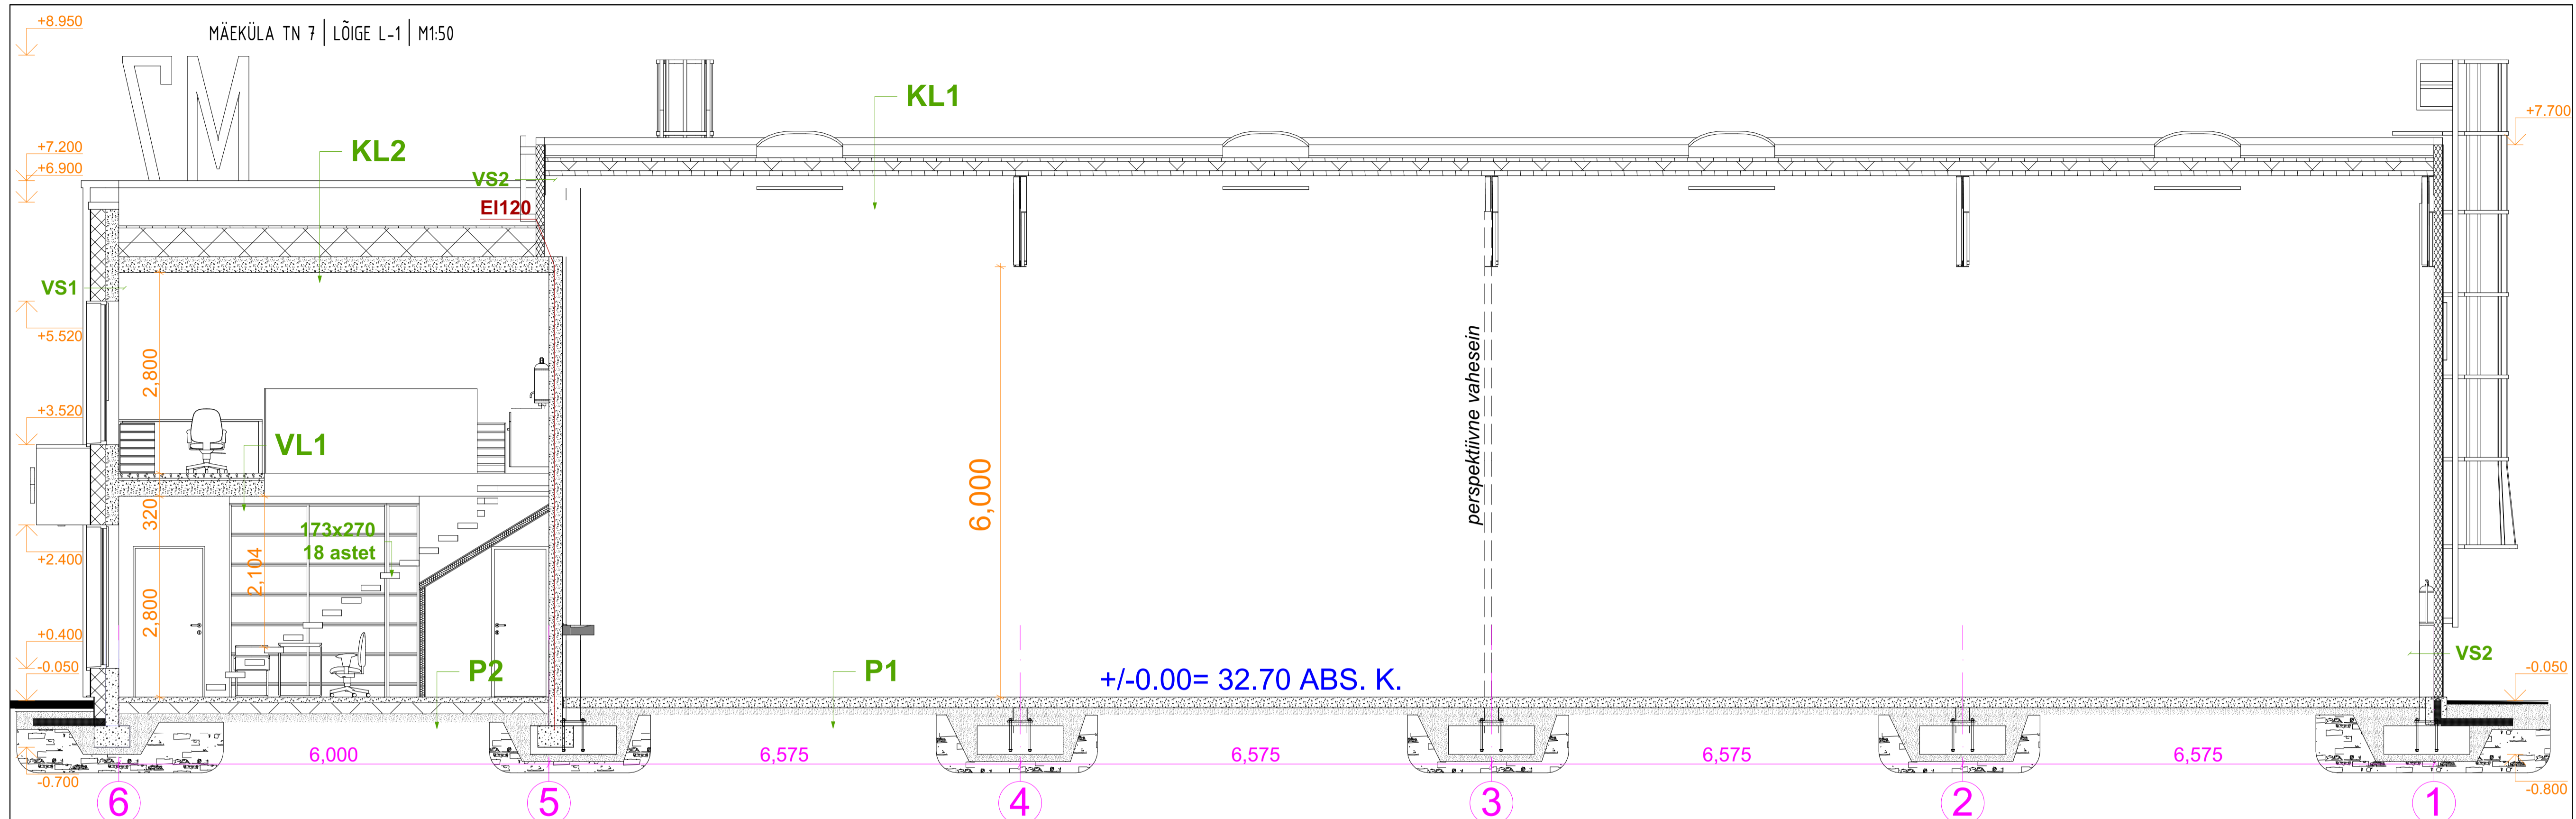 +8.950
MÄEKÜLA TN 7 | LÕIGE L-1 | M1:50
M7
KL1
+7.700
KL2
+7.200
+6.900
VS2
EI120
VS1
+5.520
2,800
+3.520
VL1
perspektiivne vahesein
6,000
320
173x270
18 astet
+2.400
2,104
2,800
+0.400
-0.050
P2
P1
+/-0.00= 32.70 ABS. K.
VS2
-0.050
6,000
6,575
6,575
6,575
6,575
-0.700
-0.800
6
5
4
3
2
1